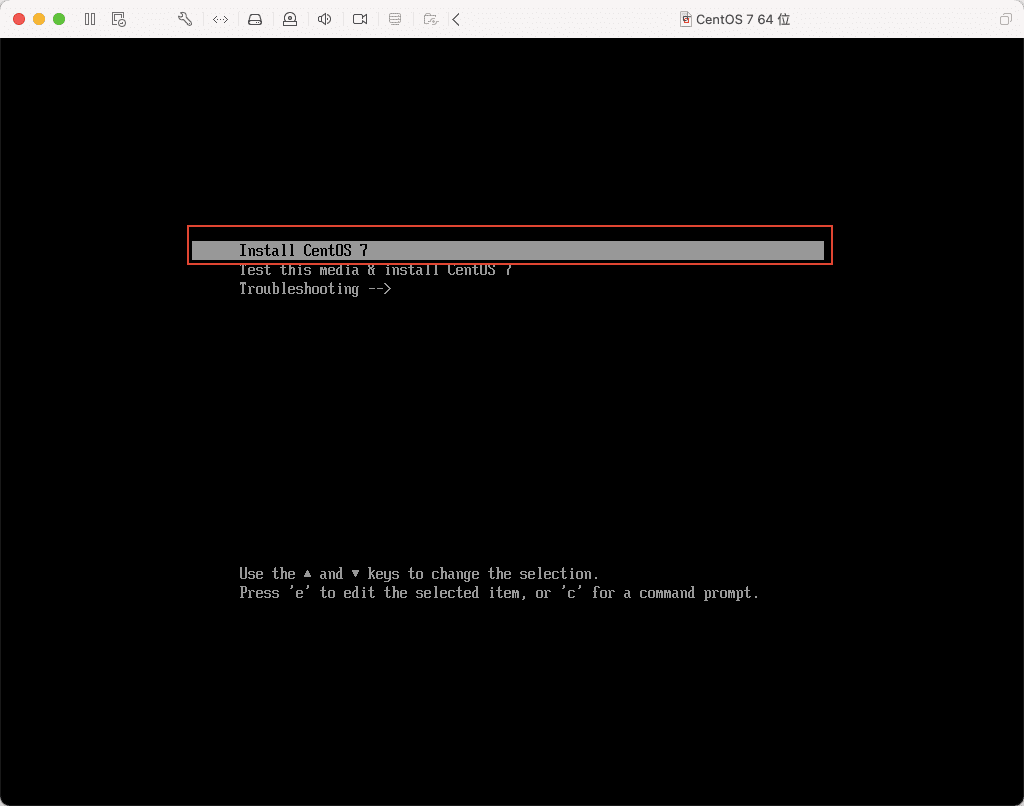 CentOS 7 64 位
Install CentOS 7
Test this media & install CentOS 7
Troubleshooting -->
Use the ▲ and ▼ keys to change the selection.
Press 'e' to edit the selected item, or 'c' for a command prompt.